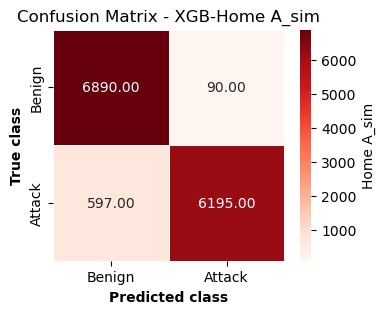 Confusion Matrix - XGB-Home A_sim
True class
Benign
Attack
6890.00 90.00
597.00 6195.00
Benign Attack
Predicted class
6000
5000
4000
3000
2000
1000
Home A_sim